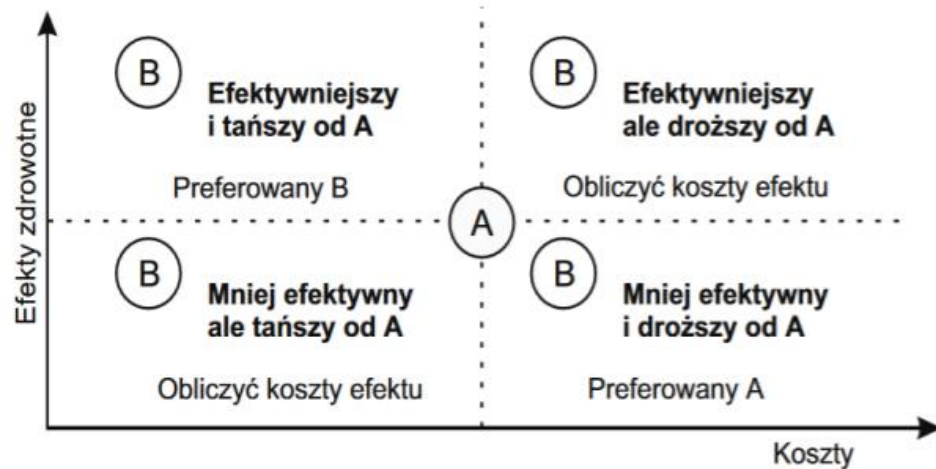 Efekty zdrowotne
B
Efektywniejszy
i tańszy od A
Preferowany B
B
Efektywniejszy
ale droższy od A
Obliczyć koszty efektu
A
B
Mniej efektywny
ale tańszy od A
Obliczyć koszty efektu
B
Mniej efektywny
i droższy od A
Preferowany A
Koszty